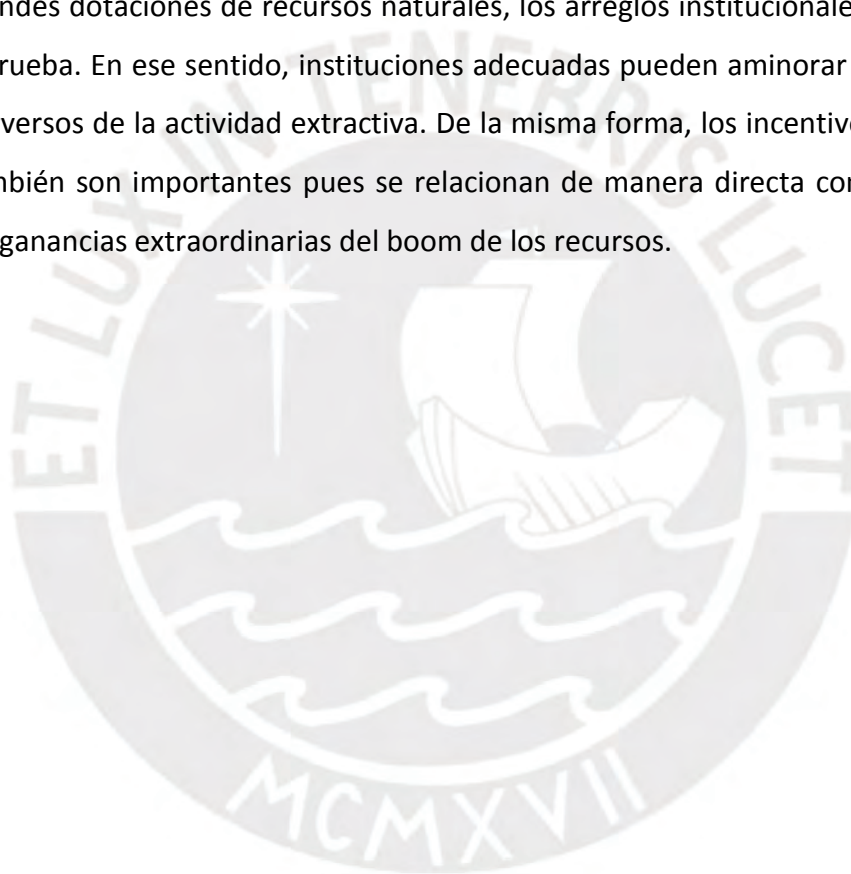 ndes dotaciones de recursos naturales, los arreglos institucionale
rueba. En ese sentido, instituciones adecuadas pueden aminorar
versos de la actividad extractiva. De la misma forma, los incentiv
mbién son importantes pues se relacionan de manera directa co
ganancias extraordinarias del boom de los recursos.
ET LUX IN TENEBRIS LUCET
MCMXVII